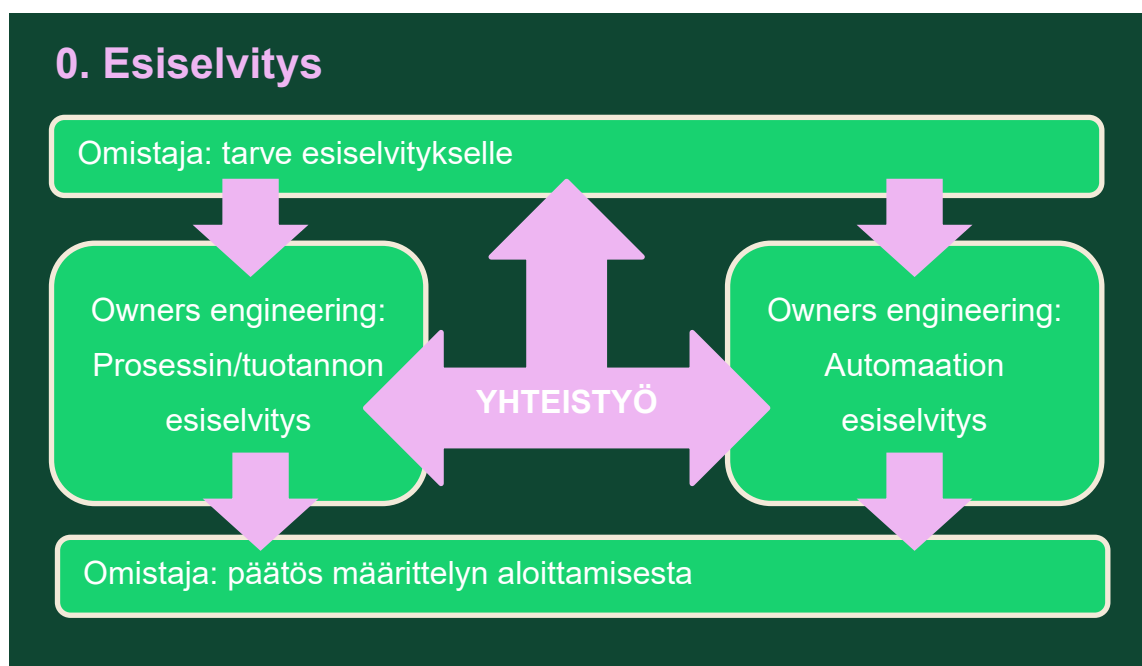 0. Esiselvitys
Omistaja: tarve esiselvitykselle
Owners engineering:
Prosessin/tuotannon
esiselvitys
YHTEISTYÖ
Owners engineering:
Automaation
esiselvitys
Omistaja: päätös määrittelyn aloittamisesta